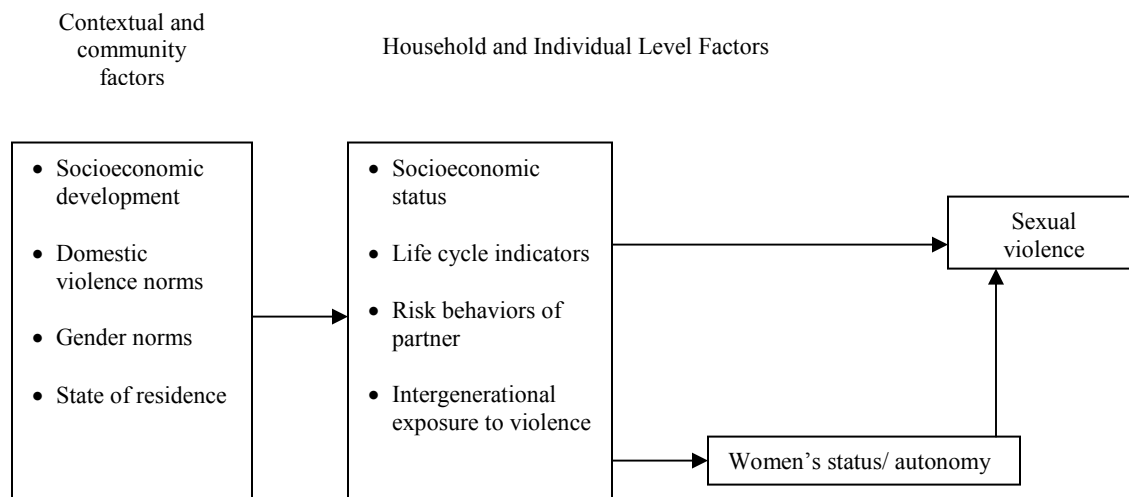 Contextual and
community
factors
Household and Individual Level Factors
• Socioeconomic
development
• Domestic
violence norms
• Gender norms
• State of residence
• Socioeconomic
status
• Life cycle indicators
• Risk behaviors of
partner
• Intergenerational
exposure to violence
Sexual
violence
Women’s status/ autonomy